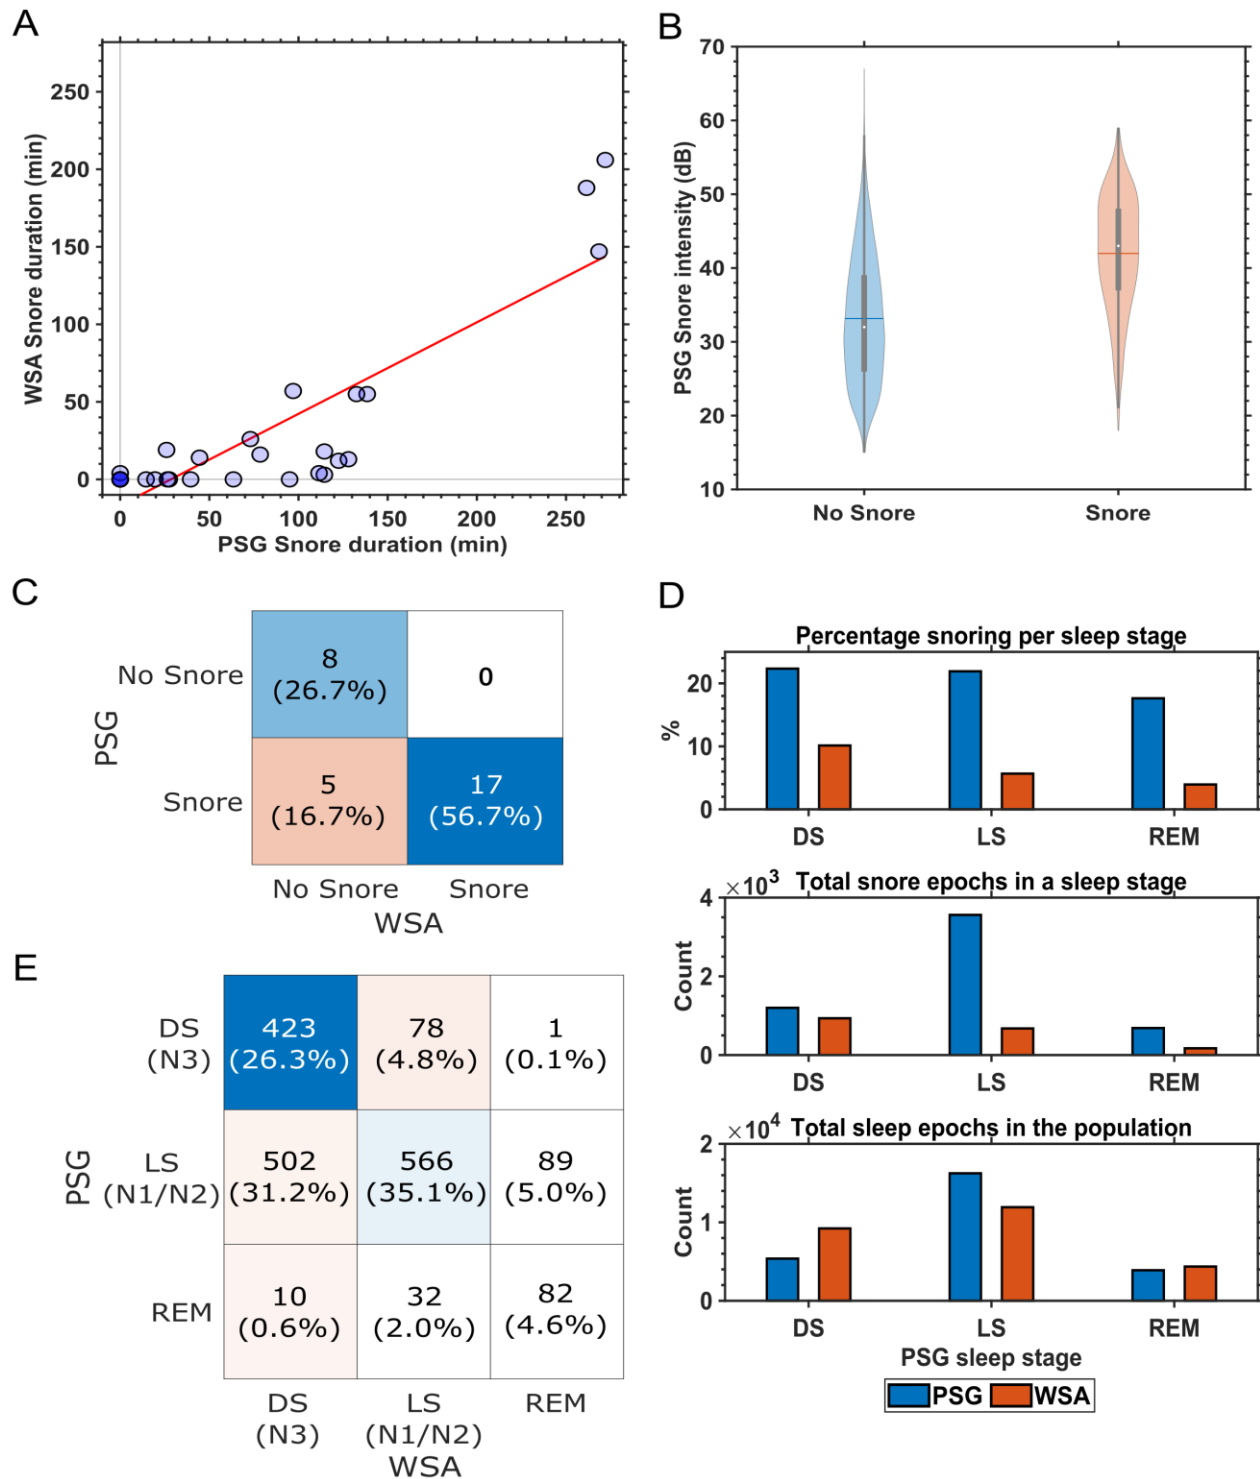 A
WSA Snore duration (min)
250
200
150
100
50
0
0 50 100 150 200 250
PSG Snore duration (min)
B
PSG Snore intensity (dB)
70
60
50
40
30
20
10
No Snore Snore
C
PSG
No Snore
8
(26.7%)
0
Snore
5
(16.7%)
17
(56.7%)
No Snore Snore
WSA
D
Percentage snoring per sleep stage
%
20
10
0
DS LS REM
×10³ Total snore epochs in a sleep stage
Count
4
2
0
DS LS REM
×10⁴ Total sleep epochs in the population
Count
2
1
0
DS LS REM
PSG sleep stage
PSG WSA
E
PSG
DS
(N3)
423
(26.3%)
78
(4.8%)
1
(0.1%)
LS
(N1/N2)
502
(31.2%)
566
(35.1%)
89
(5.0%)
REM
10
(0.6%)
32
(2.0%)
82
(4.6%)
DS
(N3)
LS
(N1/N2)
REM
WSA